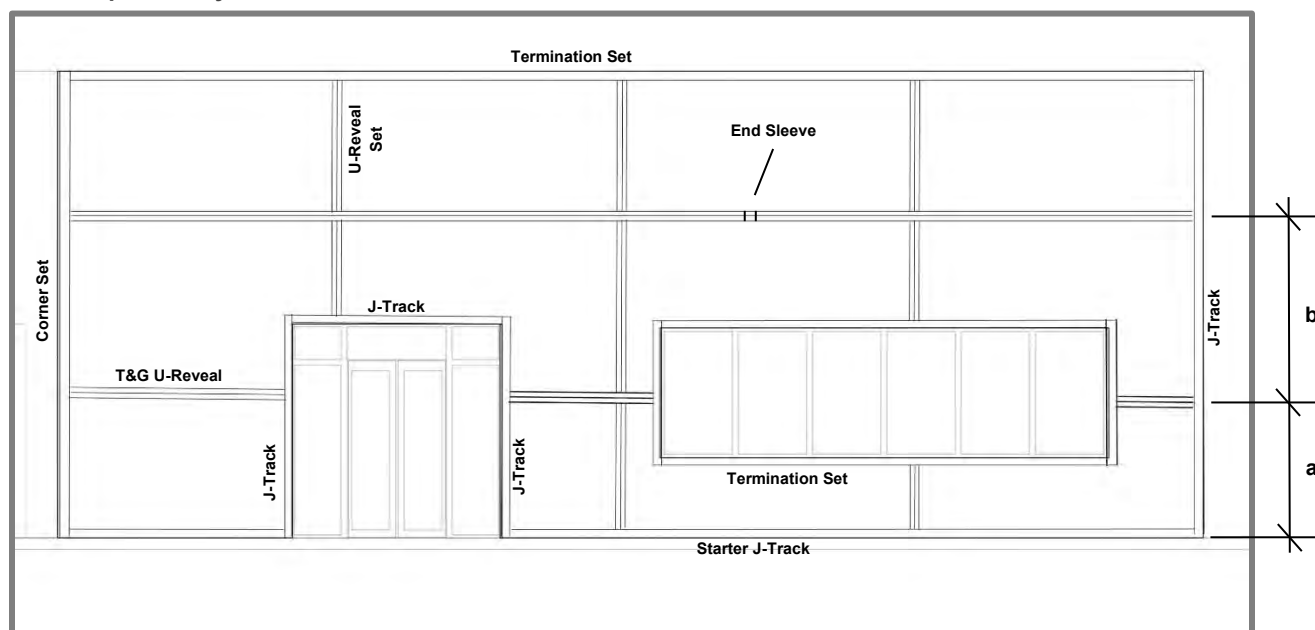 Termination Set
U-Reveal
Set
End Sleeve
Corner Set
J-Track
J-Track
b
T&G U-Reveal
J-Track
J-Track
Termination Set
a
Starter J-Track